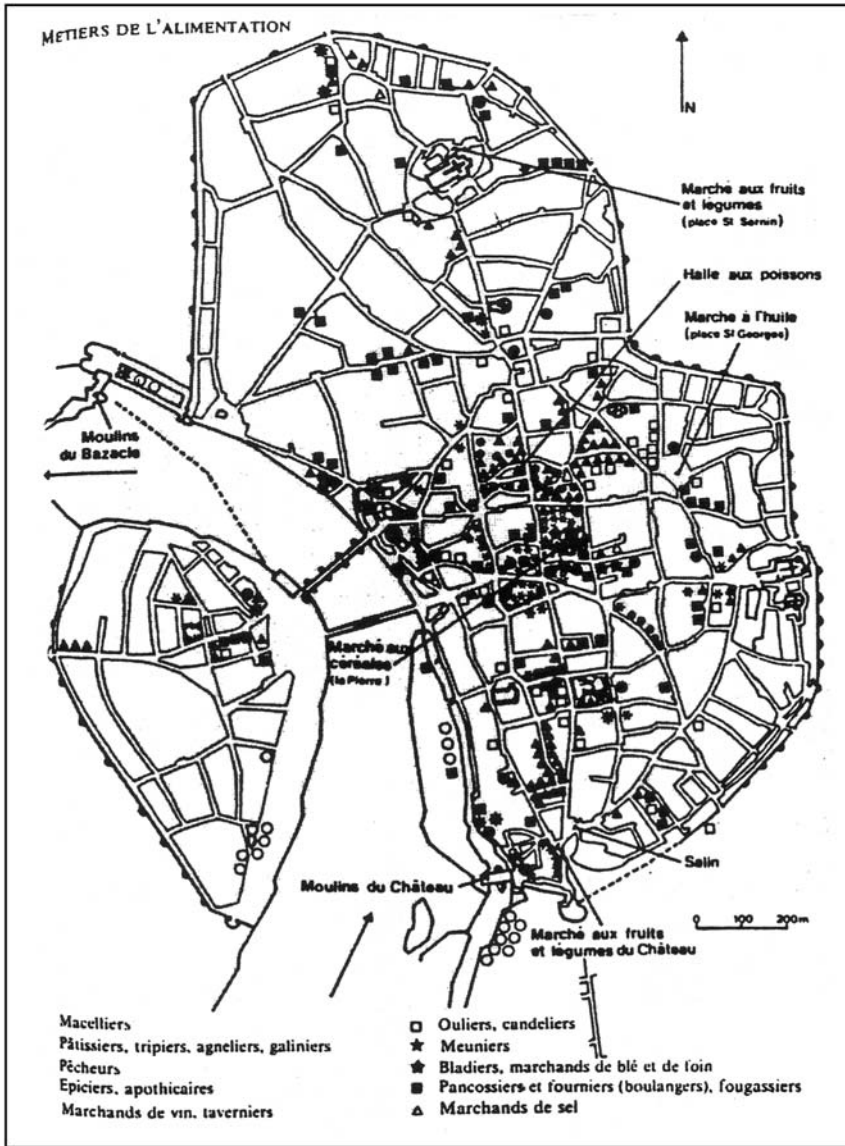 METIERS DE L'ALIMENTATION
N
Marché aux fruits
et légumes
(place St Sernin)
Halle aux poissons
Marche à l'huile
(place St Georges)
Moulins
du Bazacle
Marché aux
céréales
(la Pierre)
Salin
Moulins du Château
0 100 200m
Marché aux fruits
et légumes du Château
Macelliers
Pâtissiers, tripiers, agneliers, galiniers
Pêcheurs
Epiciers, apothicaires
Marchands de vin, taverniers
Ouliers, candeliers
Meuniers
Bladiers, marchands de blé et de foin
Pancossiers et fourniers (boulangers), fougassiers
Marchands de sel